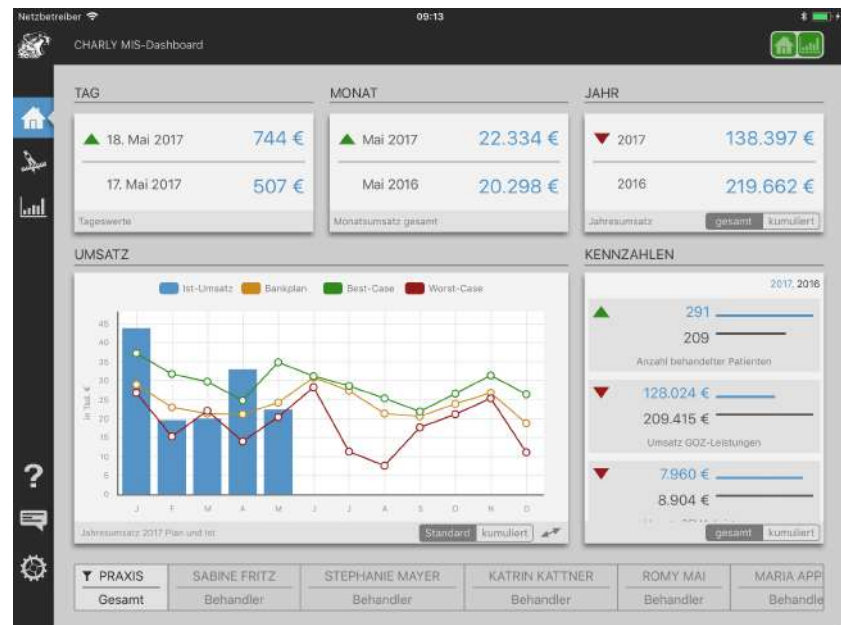 Netzbetreiber 09:13
CHARLY MIS-Dashboard
TAG MONAT JAHR
18. Mai 2017 744 € Mai 2017 22.334 € 2017 138.397 €
17. Mai 2017 507 € Mai 2016 20.298 € 2016 219.662 €
Tageswerte Monatsumsatz gesamt Jahresumsatz gesamt kumuliert
UMSATZ KENNZAHLEN
Ist-Umsatz Bankplan Best-Case Worst-Case 2017, 2016
291
209
Anzahl behandelter Patienten
128.024 €
209.415 €
Umsatz GOZ-Leistungen
7.960 €
8.904 €
gesamt kumuliert
in Tsd. €
45
40
35
30
25
20
15
10
5
0
J F M A M J J A S O N D
Jahresumsatz 2017 Plan und Ist Standard kumuliert
?
PRAXIS SABINE FRITZ STEPHANIE MAYER KATRIN KATTNER ROMY MAI MARIA APP
Gesamt Behandler Behandler Behandler Behandler Behandle